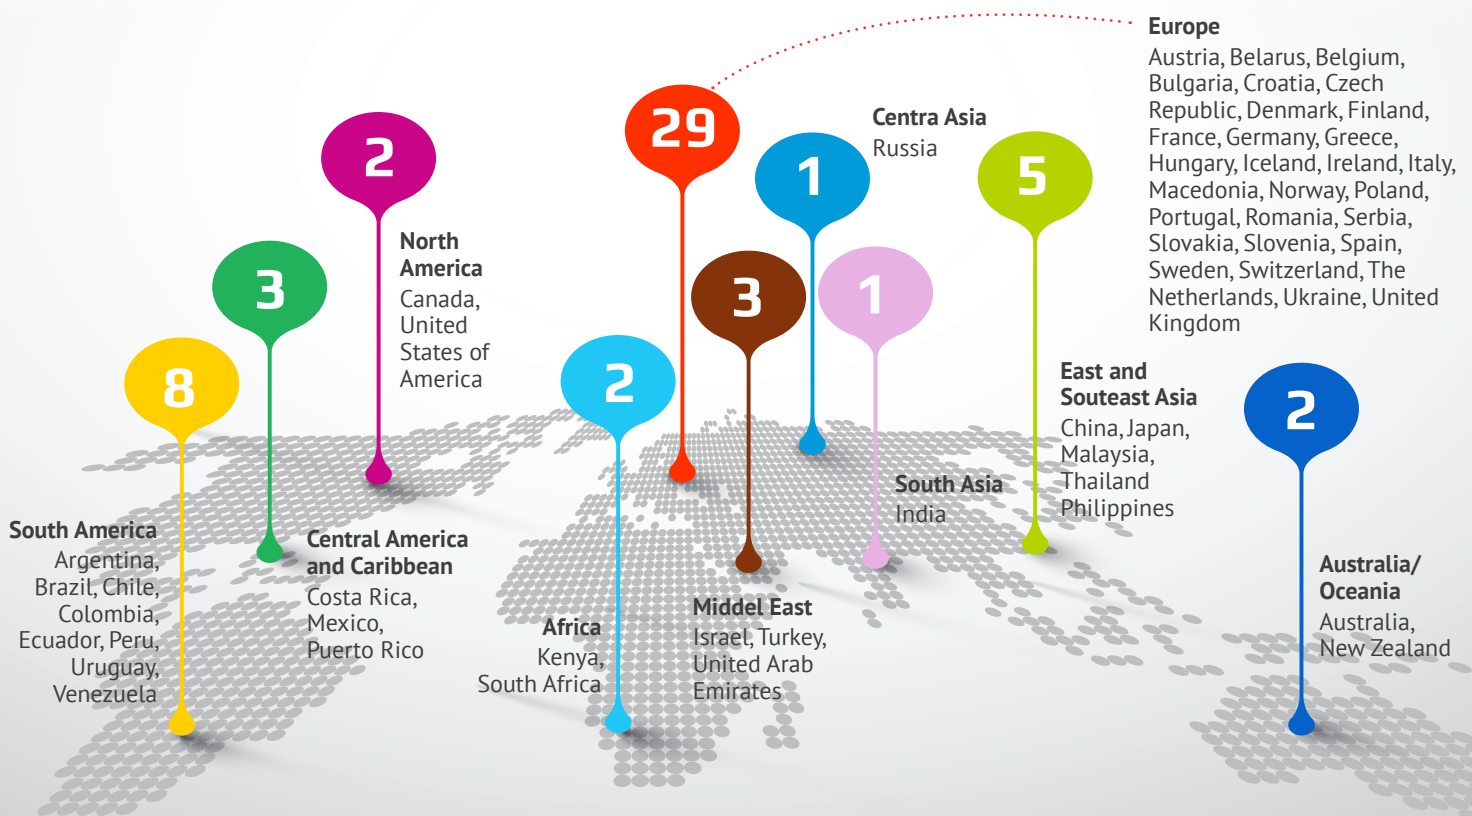 Europe
Austria, Belarus, Belgium,
Bulgaria, Croatia, Czech
Republic, Denmark, Finland,
France, Germany, Greece,
Hungary, Iceland, Ireland, Italy,
Macedonia, Norway, Poland,
Portugal, Romania, Serbia,
Slovakia, Slovenia, Spain,
Sweden, Switzerland, The
Netherlands, Ukraine, United
Kingdom
29
2
North
America
Canada,
United
States of
America
1
Centra Asia
Russia
5
East and
Souteast Asia
China, Japan,
Malaysia,
Thailand
Philippines
3
Central America
and Caribbean
Costa Rica,
Mexico,
Puerto Rico
3
Middel East
Israel, Turkey,
United Arab
Emirates
1
South Asia
India
8
South America
Argentina,
Brazil, Chile,
Colombia,
Ecuador, Peru,
Uruguay,
Venezuela
2
Africa
Kenya,
South Africa
2
Australia/
Oceania
Australia,
New Zealand